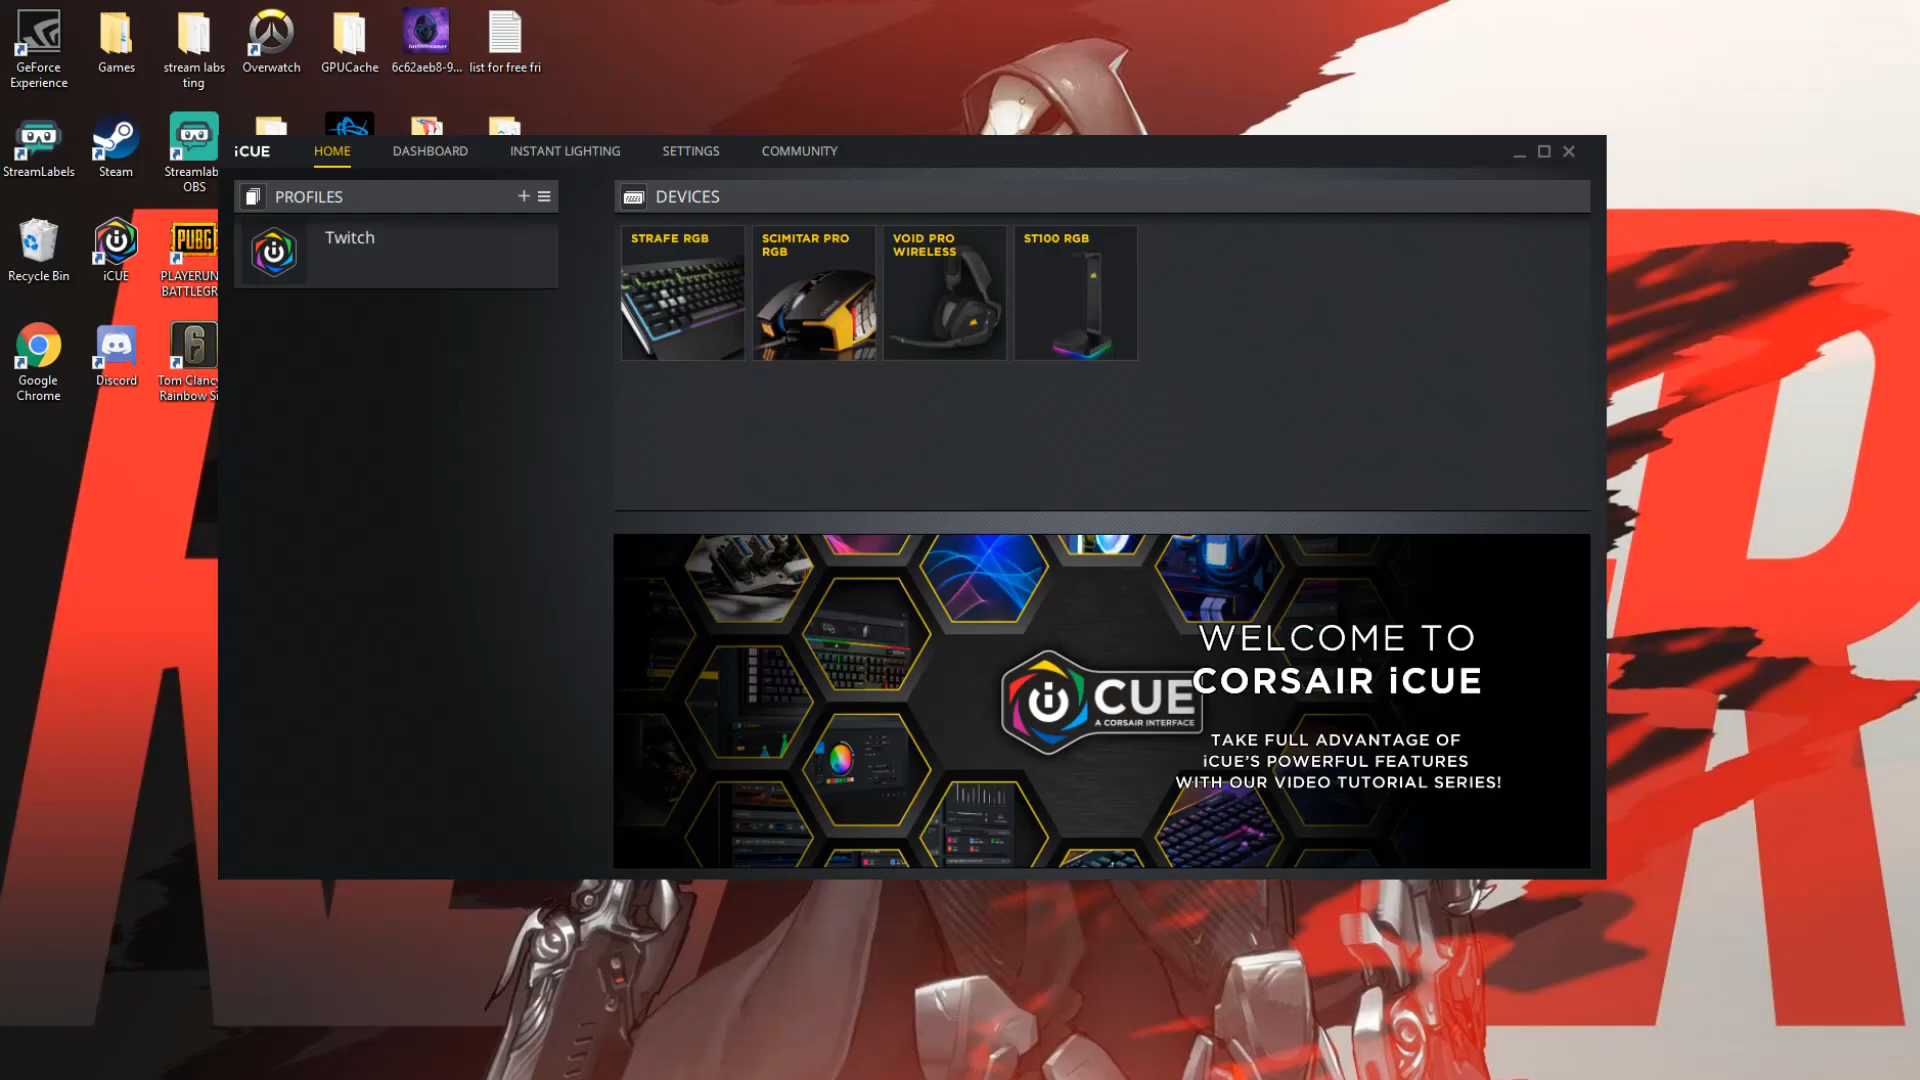 GeForce
Experience
Games
stream labs
ting
Overwatch
GPUCache
6c62aeb8-9...
list for free fri
StreamLabels
Steam
Streamlab
OBS
Recycle Bin
iCUE
PUBG
PLAYERUN
BATTLEGR
Google
Chrome
Discord
6
Tom Clancy
Rainbow Si
iCUE
HOME
DASHBOARD
INSTANT LIGHTING
SETTINGS
COMMUNITY
PROFILES
Twitch
DEVICES
STRAFE RGB
SCIMITAR PRO
RGB
VOID PRO
WIRELESS
ST100 RGB
CUE
A CORSAIR INTERFACE
WELCOME TO
CORSAIR iCUE
TAKE FULL ADVANTAGE OF
iCUE'S POWERFUL FEATURES
WITH OUR VIDEO TUTORIAL SERIES!